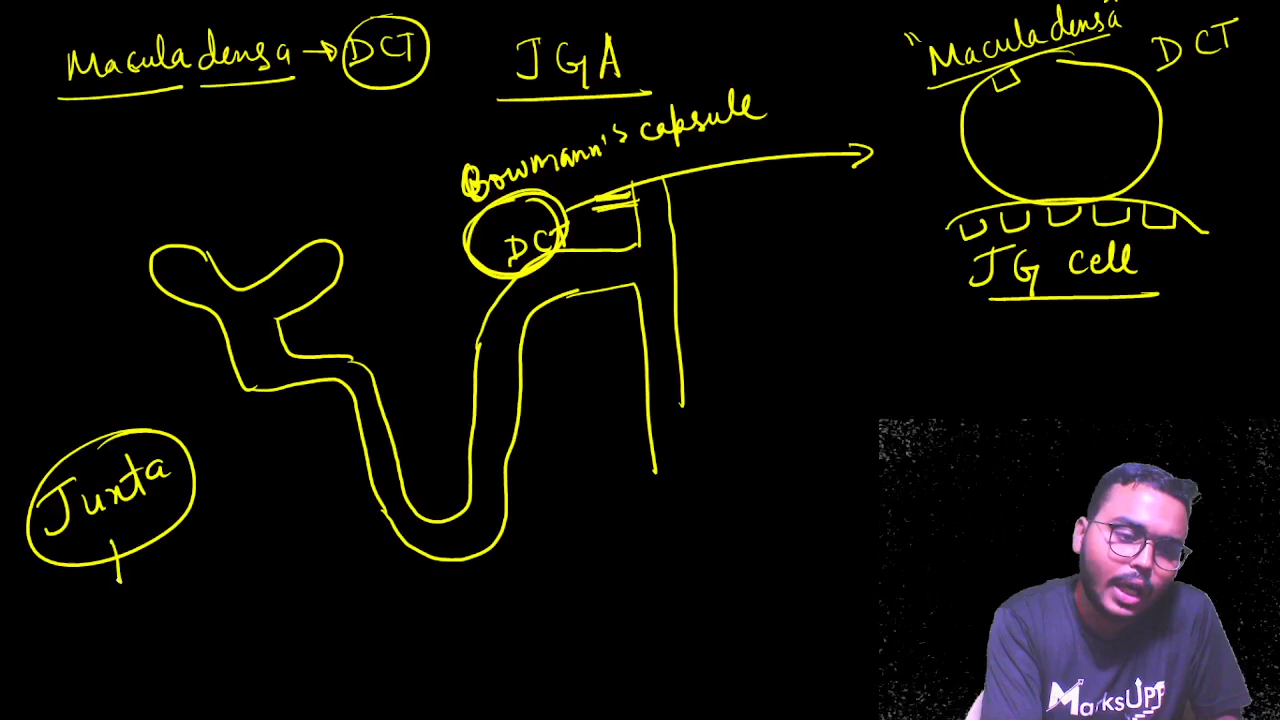 Macula densa → DCT
JGA
"Macula densa"
DCT
Bowmann's capsule
DCT
JG cell
Juxta
MarksUPP